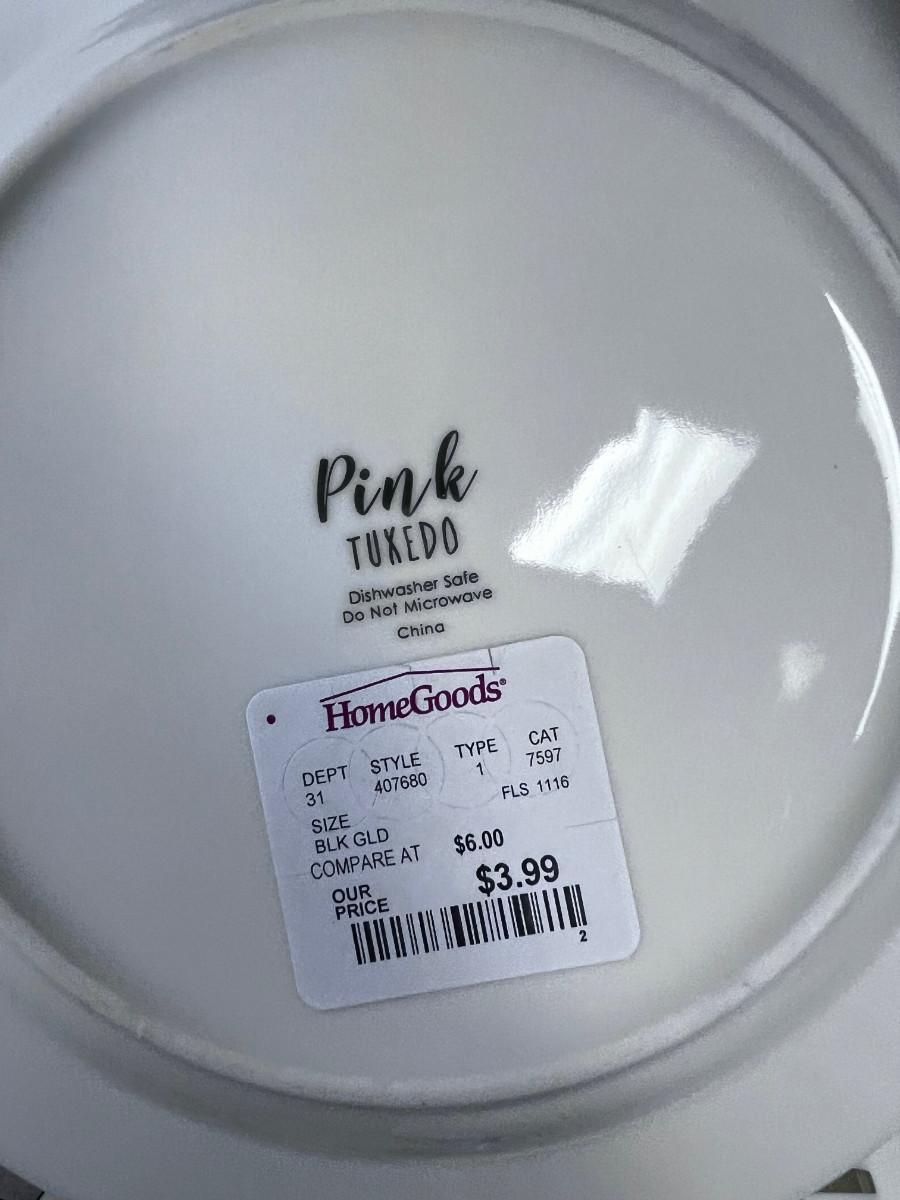 Pink
TUXEDO
Dishwasher Safe
Do Not Microwave
China
HomeGoods®
DEPT STYLE TYPE CAT
31 407680 1 7597
FLS 1116
SIZE
BLK GLD
COMPARE AT $6.00
OUR
PRICE $3.99
2